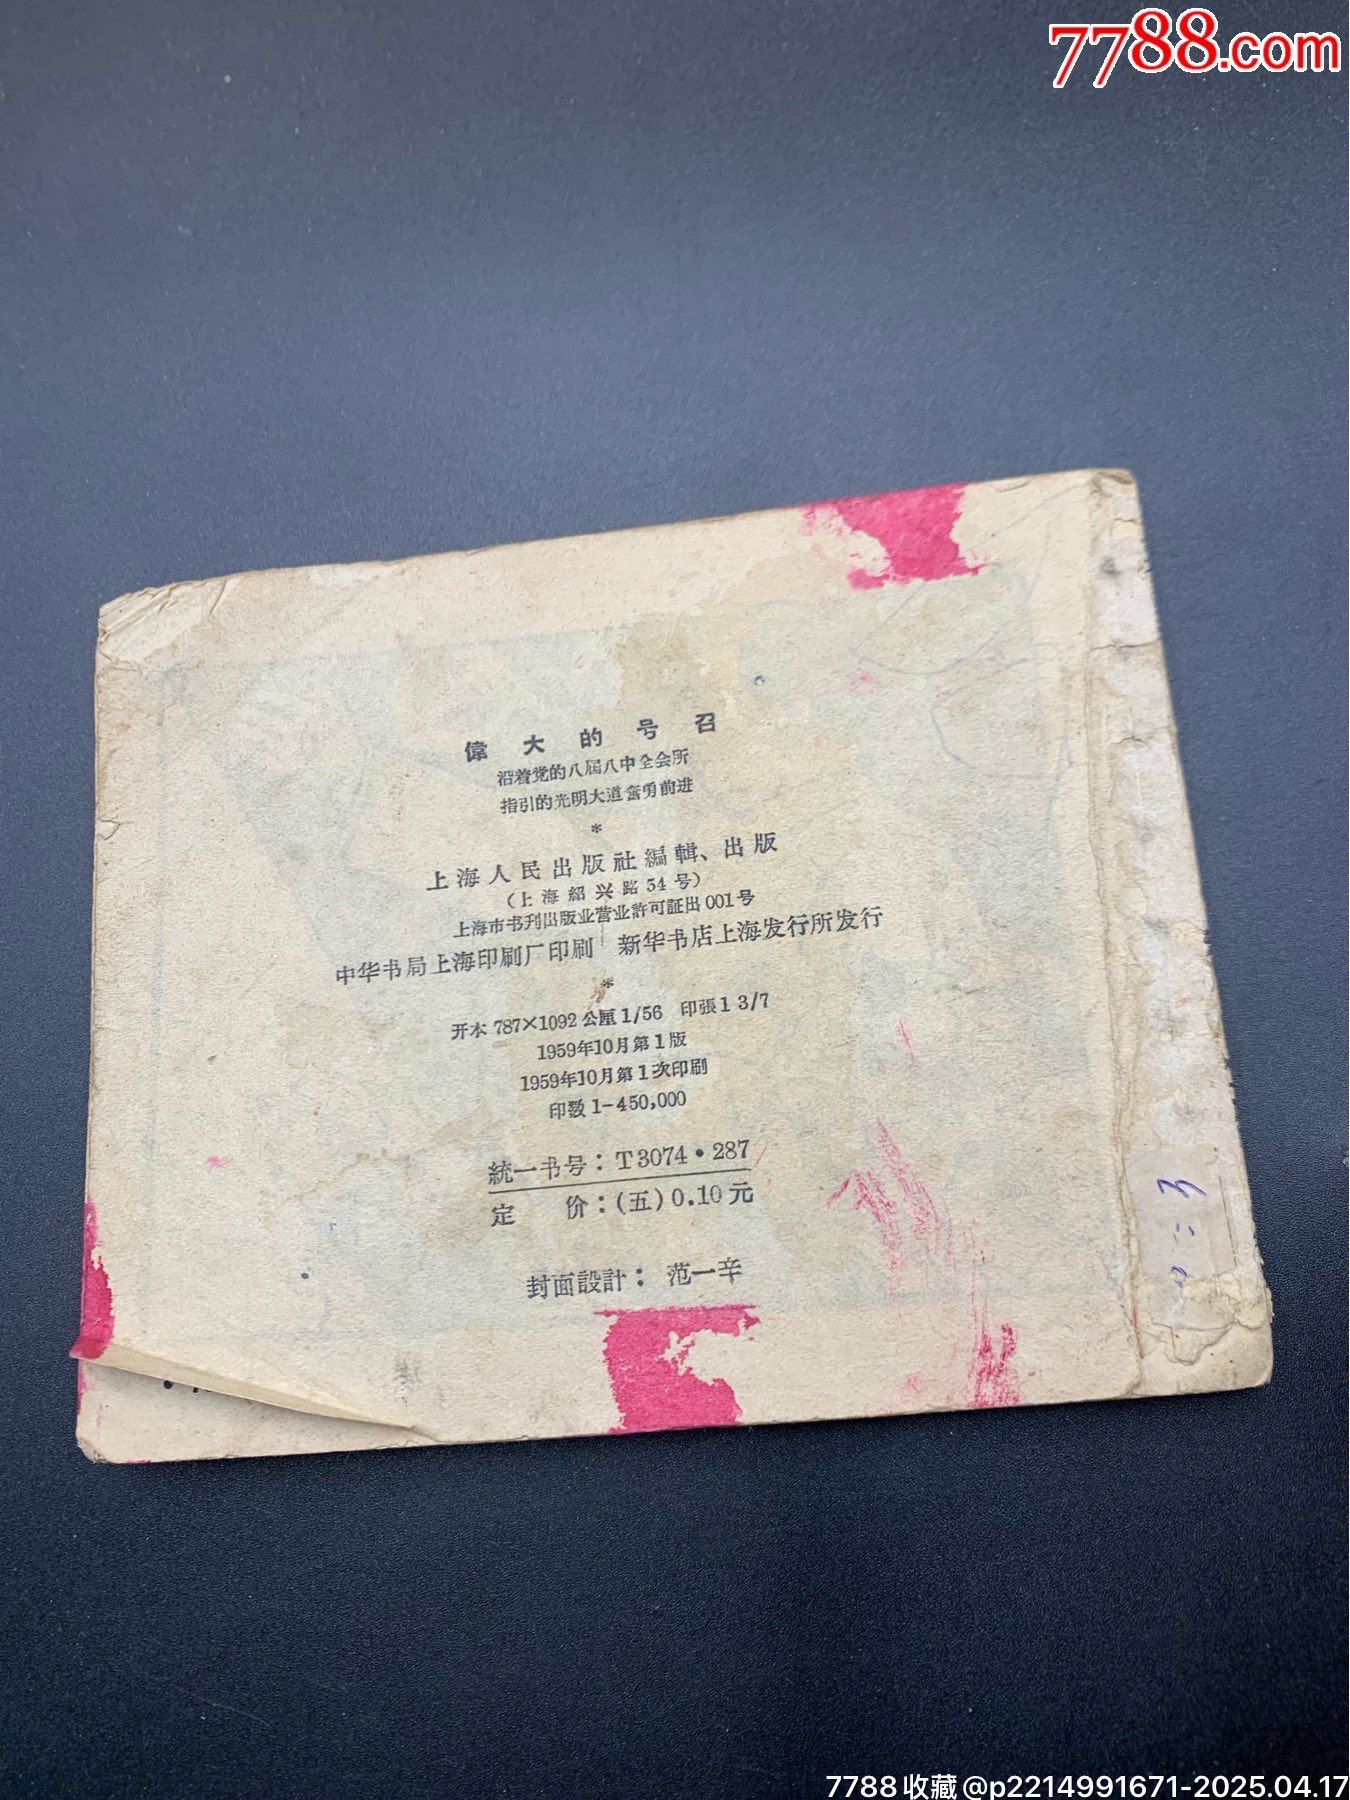 7788.com
偉大的号召
沿着党的八届八中全会所
指引的光明大道奮勇前进
*
上海人民出版社編輯、出版
(上海紹兴路54号)
上海市书刊出版业营业許可証出001号
中华书局上海印刷厂印刷 新华书店上海发行所发行
*
开本 787×1092 公厘 1/56 印張 1 3/7
1959年10月第1版
1959年10月第1次印刷
印数 1-450,000
統一书号：T3074・287
定 价：(五)0.10元
封面設計： 范一辛
7788收藏@p2214991671-2025.04.17